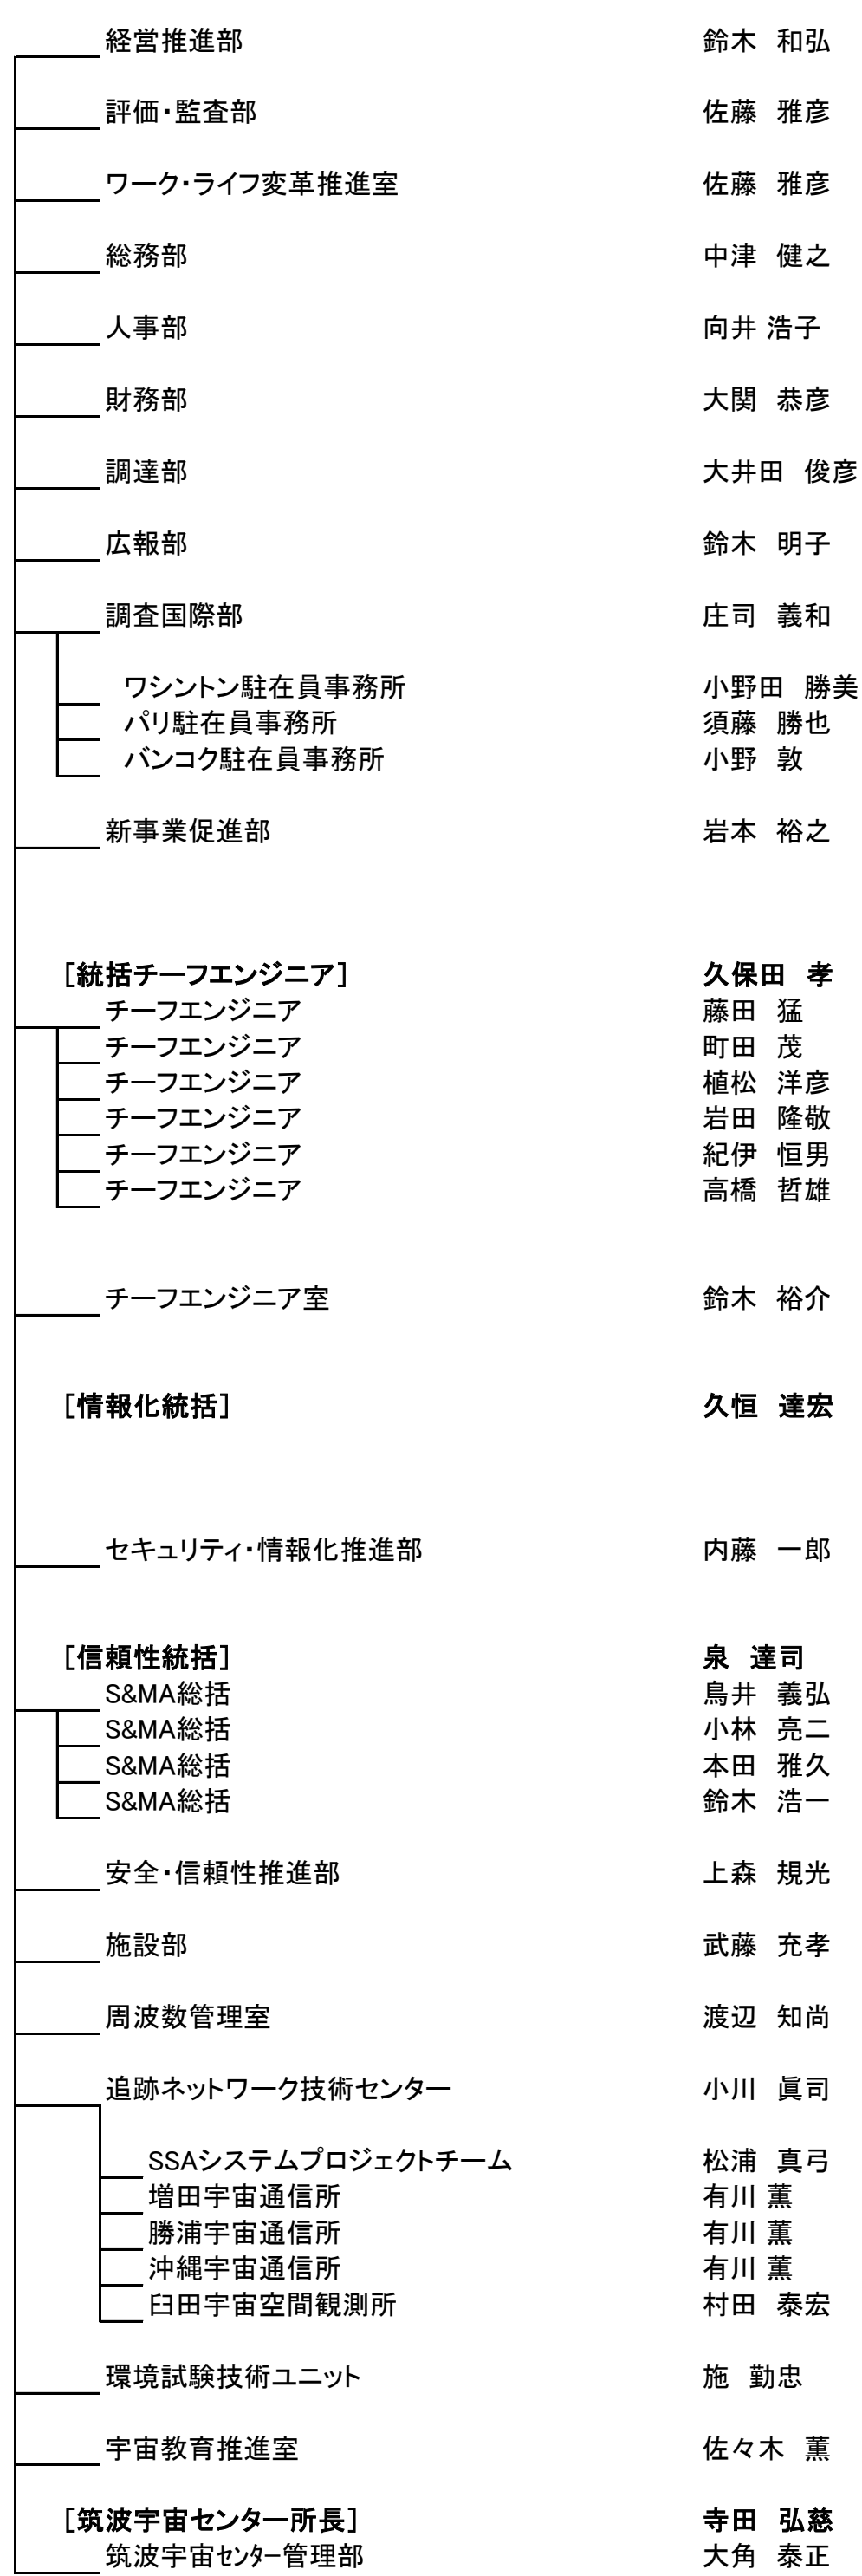 経営推進部 鈴木 和弘
評価・監査部 佐藤 雅彦
ワーク・ライフ変革推進室 佐藤 雅彦
総務部 中津 健之
人事部 向井 浩子
財務部 大関 恭彦
調達部 大井田 俊彦
広報部 鈴木 明子
調査国際部 庄司 義和
ワシントン駐在員事務所 小野田 勝美
パリ駐在員事務所 須藤 勝也
バンコク駐在員事務所 小野 敦
新事業促進部 岩本 裕之
[統括チーフエンジニア] 久保田 孝
チーフエンジニア 藤田 猛
チーフエンジニア 町田 茂
チーフエンジニア 植松 洋彦
チーフエンジニア 岩田 隆敬
チーフエンジニア 紀伊 恒男
チーフエンジニア 高橋 哲雄
チーフエンジニア室 鈴木 裕介
[情報化統括] 久恒 達宏
セキュリティ・情報化推進部 内藤 一郎
[信頼性統括] 泉 達司
S&MA総括 鳥井 義弘
S&MA総括 小林 亮二
S&MA総括 本田 雅久
S&MA総括 鈴木 浩一
安全・信頼性推進部 上森 規光
施設部 武藤 充孝
周波数管理室 渡辺 知尚
追跡ネットワーク技術センター 小川 眞司
SSAシステムプロジェクトチーム 松浦 真弓
増田宇宙通信所 有川 薫
勝浦宇宙通信所 有川 薫
沖縄宇宙通信所 有川 薫
臼田宇宙空間観測所 村田 泰宏
環境試験技術ユニット 施 勤忠
宇宙教育推進室 佐々木 薫
[筑波宇宙センター所長] 寺田 弘慈
筑波宇宙センター管理部 大角 泰正